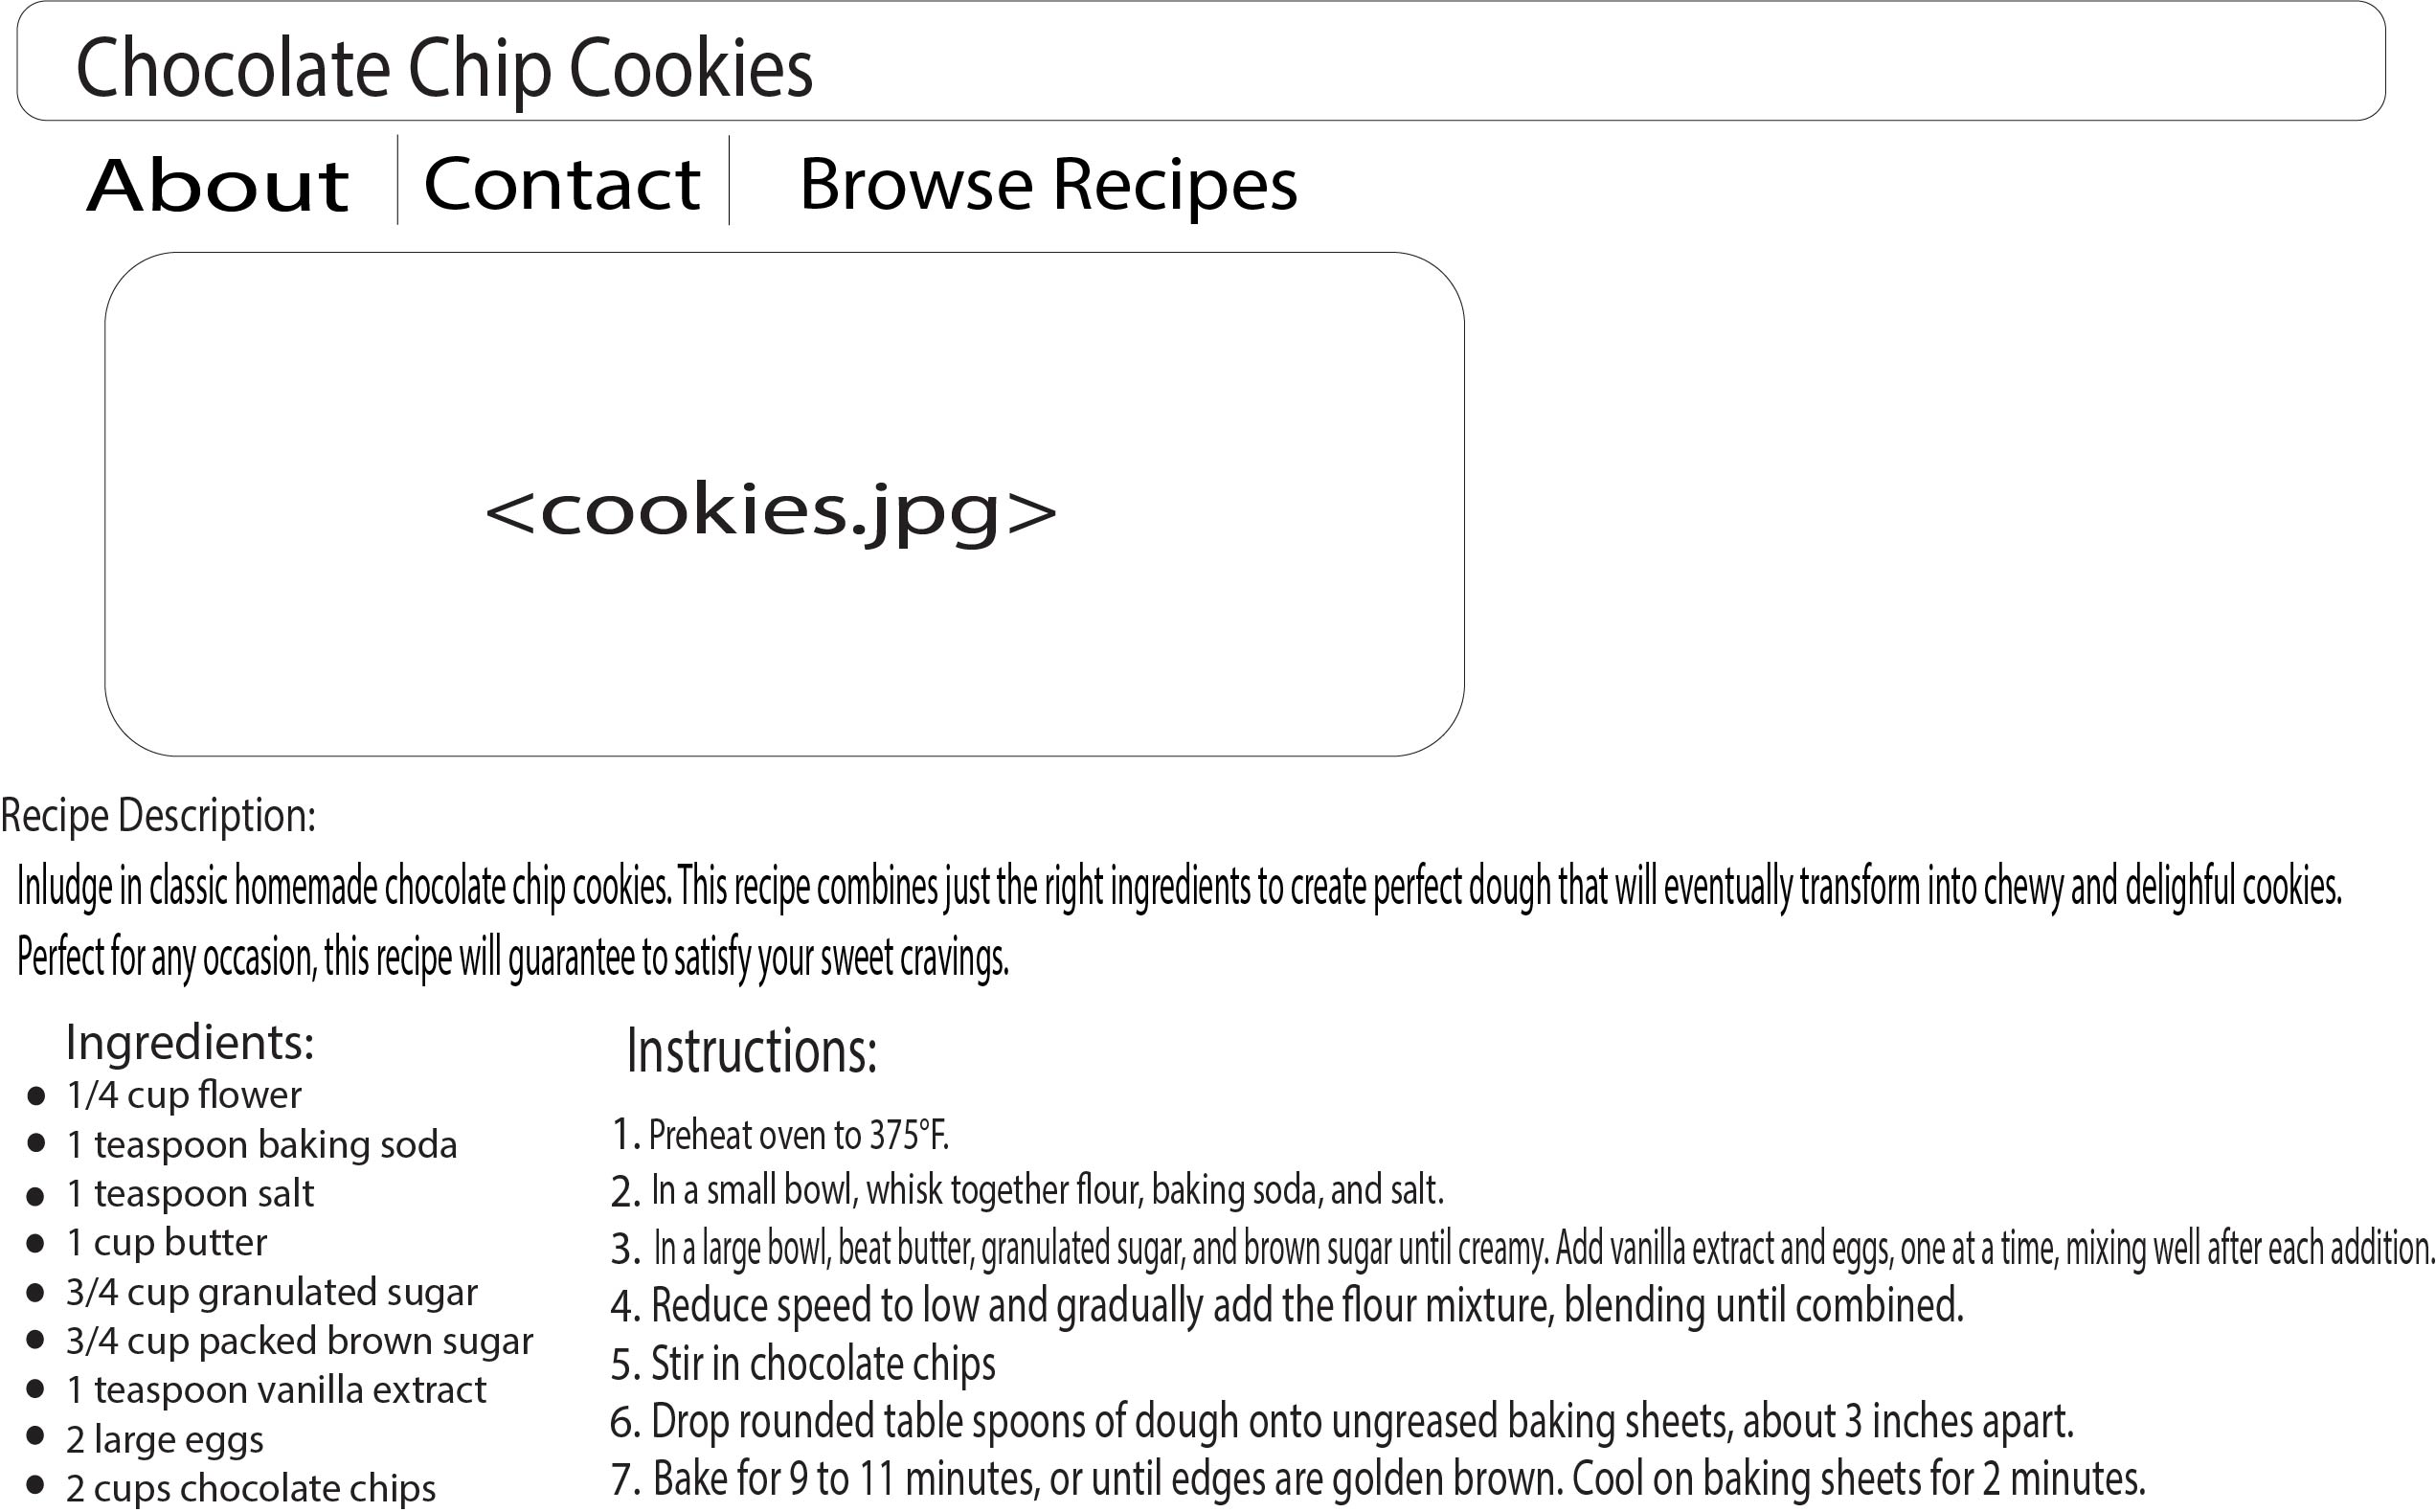 Chocolate Chip Cookies
About Contact Browse Recipes
<cookies.jpg>
Recipe Description:
Inludge in classic homemade chocolate chip cookies. This recipe combines just the right ingredients to create perfect dough that will eventually transform into chewy and delighful cookies.
Perfect for any occasion, this recipe will guarantee to satisfy your sweet cravings.
Ingredients:
• 1/4 cup flower
• 1 teaspoon baking soda
• 1 teaspoon salt
• 1 cup butter
• 3/4 cup granulated sugar
• 3/4 cup packed brown sugar
• 1 teaspoon vanilla extract
• 2 large eggs
• 2 cups chocolate chips
Instructions:
1. Preheat oven to 375°F.
2. In a small bowl, whisk together flour, baking soda, and salt.
3. In a large bowl, beat butter, granulated sugar, and brown sugar until creamy. Add vanilla extract and eggs, one at a time, mixing well after each addition.
4. Reduce speed to low and gradually add the flour mixture, blending until combined.
5. Stir in chocolate chips
6. Drop rounded table spoons of dough onto ungreased baking sheets, about 3 inches apart.
7. Bake for 9 to 11 minutes, or until edges are golden brown. Cool on baking sheets for 2 minutes.